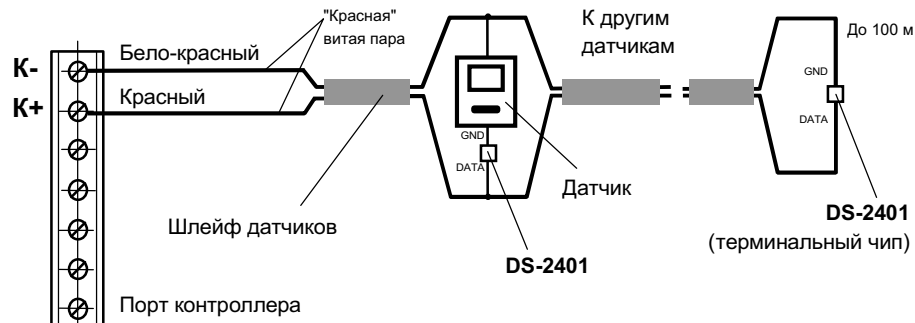 "Красная"
витая пара
К другим
датчикам
До 100 м
Бело-красный
К-
Красный
К+
GND
DATA
GND
DATA
Датчик
Шлейф датчиков
DS-2401
DS-2401
(терминальный чип)
Порт контроллера